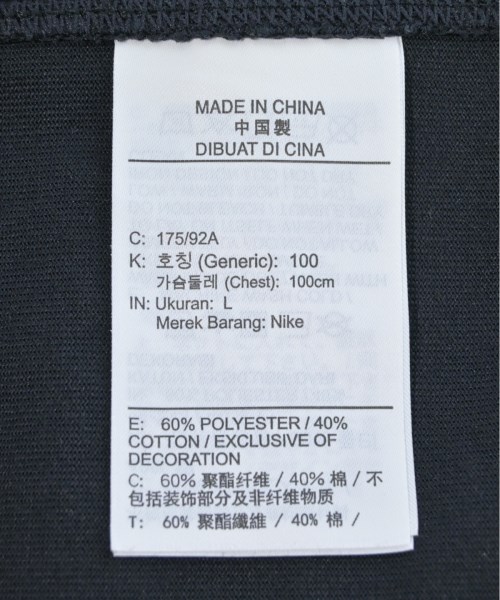 MADE IN CHINA
中国製
DIBUAT DI CINA
C: 175/92A
K: 호칭 (Generic): 100
가슴둘레 (Chest): 100cm
IN: Ukuran: L
Merek Barang: Nike
E: 60% POLYESTER / 40%
COTTON / EXCLUSIVE OF
DECORATION
C: 60% 聚酯纤维 / 40% 棉 / 不
包括装饰部分及非纤维物质
T: 60% 聚酯纖維 / 40% 棉 /